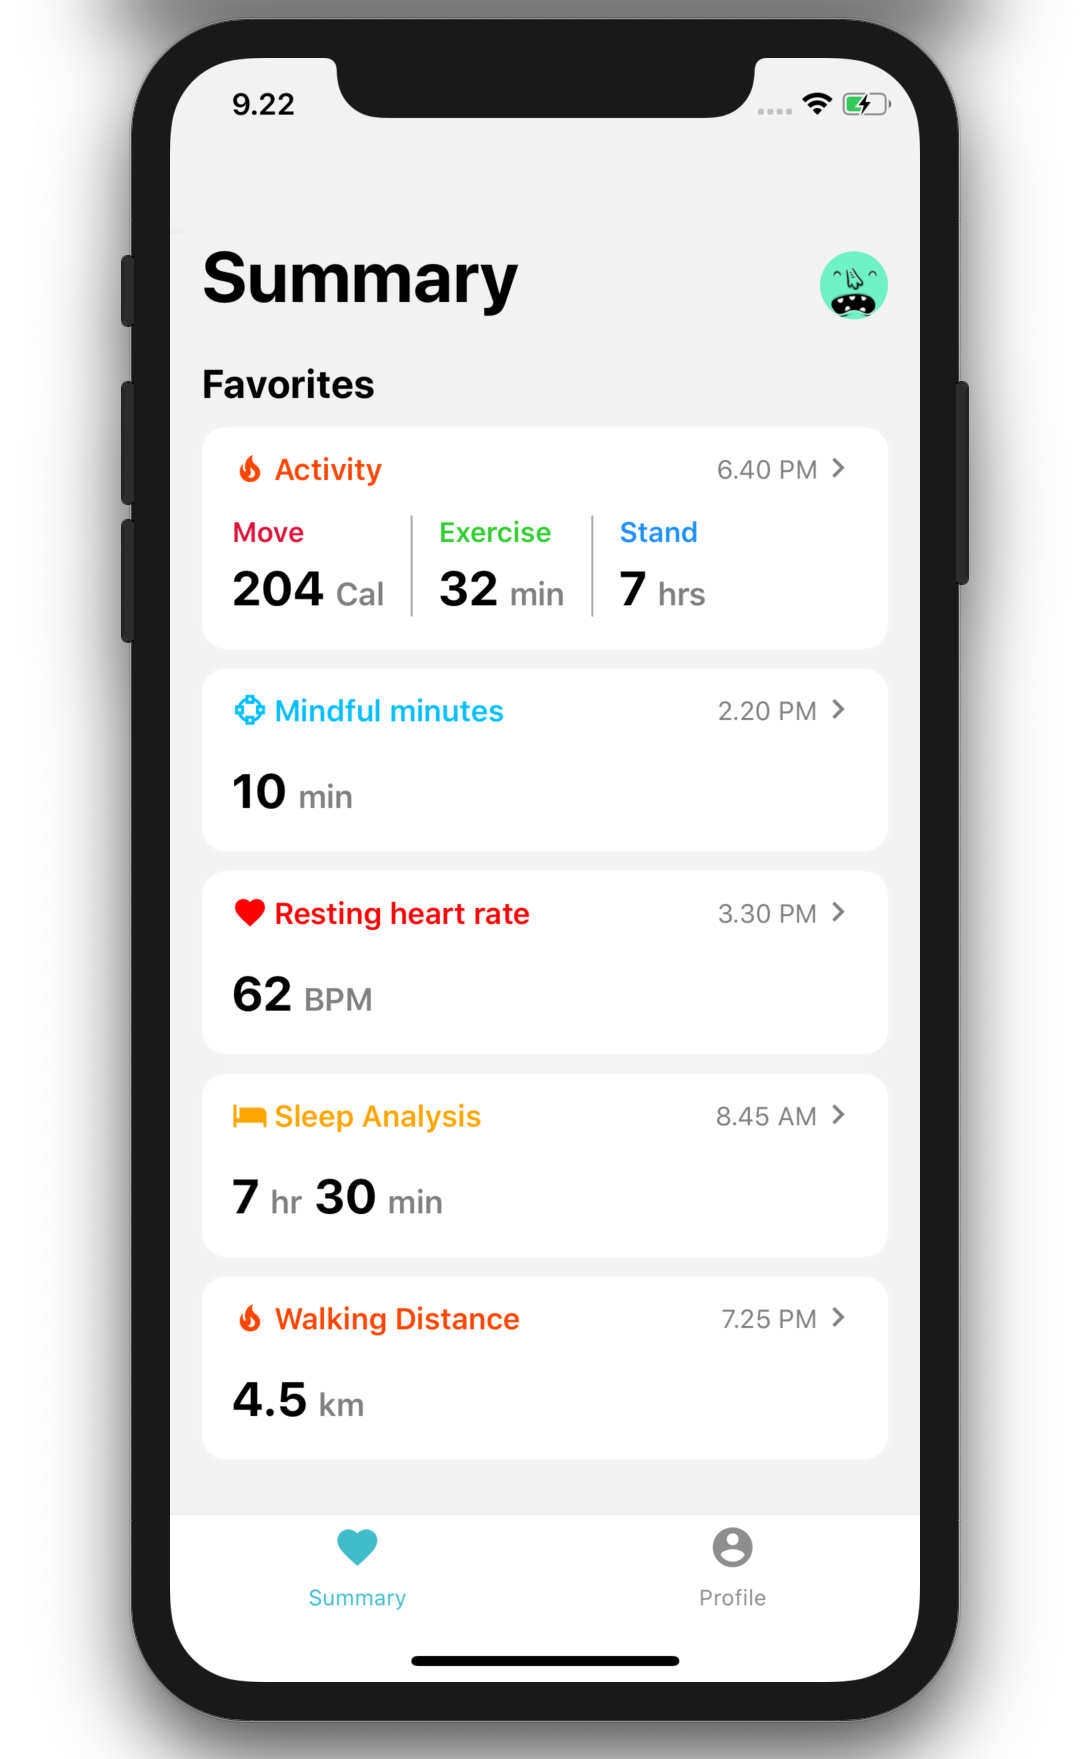 9.22
Summary
Favorites
Activity 6.40 PM
Move Exercise Stand
204 Cal 32 min 7 hrs
Mindful minutes 2.20 PM
10 min
Resting heart rate 3.30 PM
62 BPM
Sleep Analysis 8.45 AM
7 hr 30 min
Walking Distance 7.25 PM
4.5 km
Summary Profile